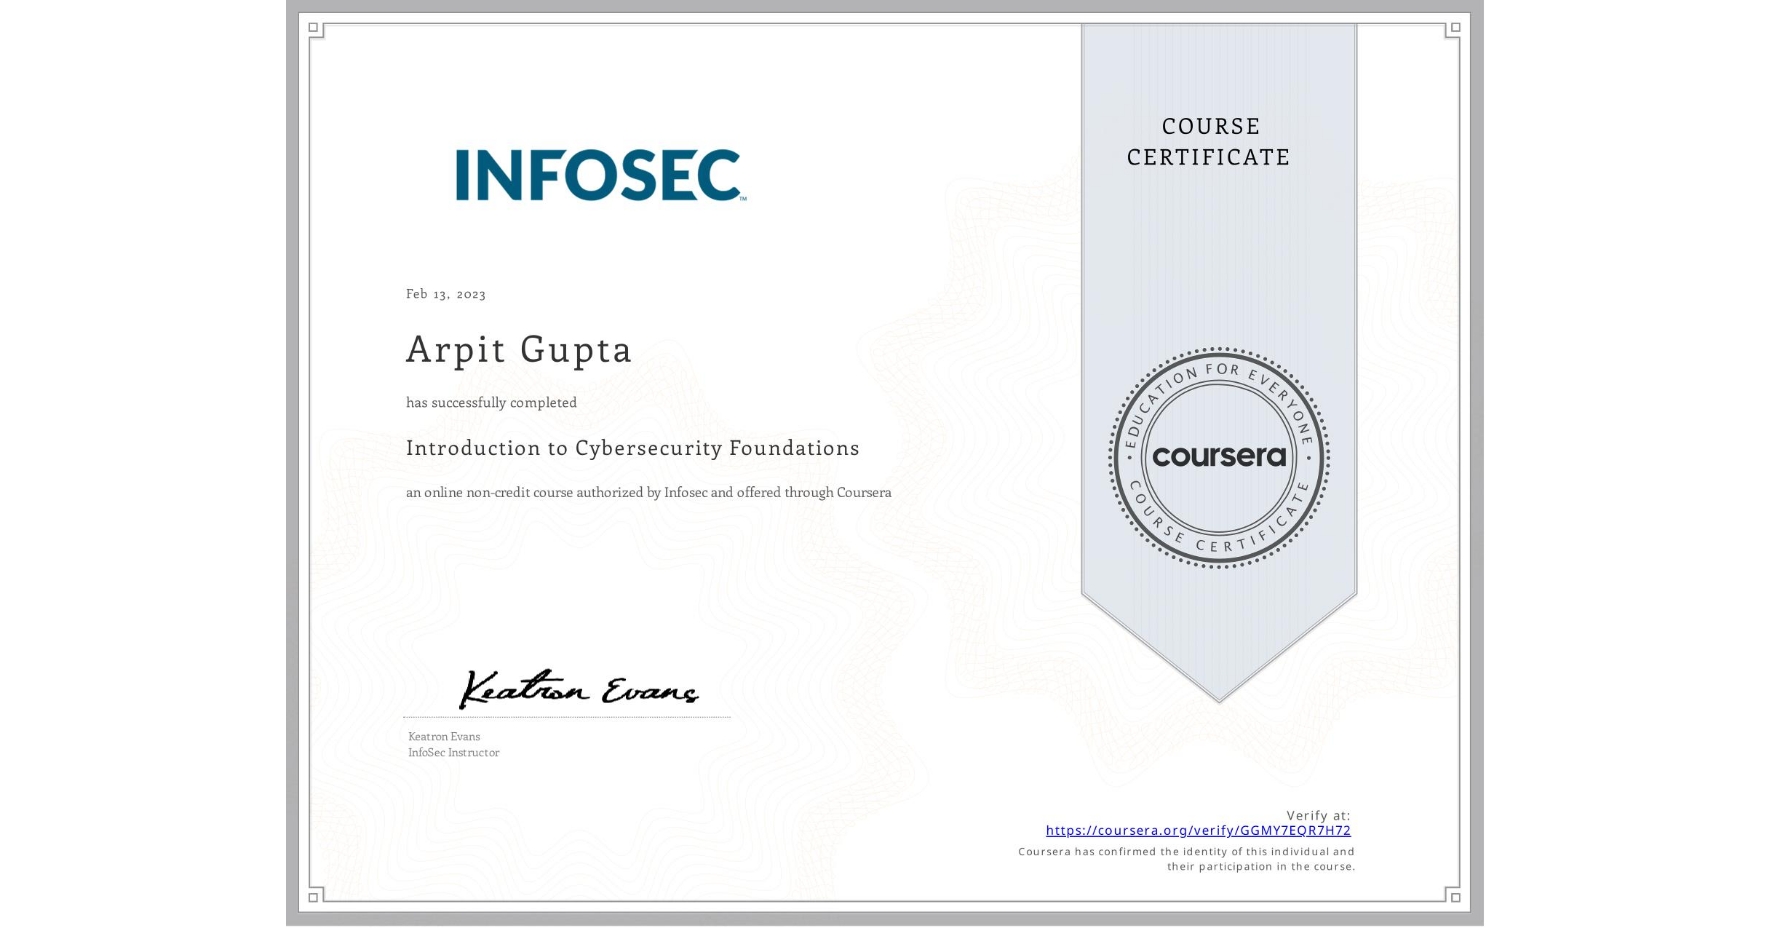 INFOSEC™
COURSE
CERTIFICATE
Feb 13, 2023
Arpit Gupta
has successfully completed
Introduction to Cybersecurity Foundations
an online non-credit course authorized by Infosec and offered through Coursera
EDUCATION FOR EVERYONE
coursera
COURSE CERTIFICATE
Keatron Evans
Keatron Evans
InfoSec Instructor
Verify at:
https://coursera.org/verify/GGMY7EQR7H72
Coursera has confirmed the identity of this individual and
their participation in the course.